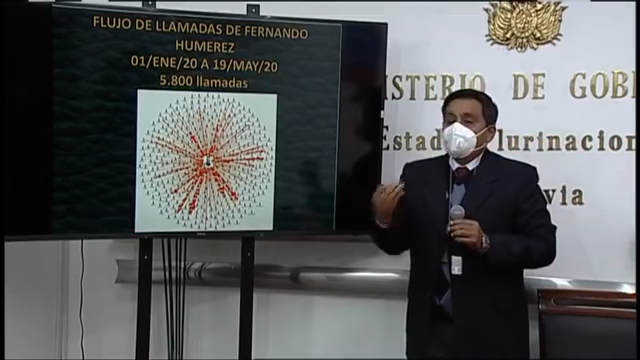 FLUJO DE LLAMADAS DE FERNANDO
HUMEREZ
01/ENE/20 A 19/MAY/20
5.800 llamadas
ISTERIO DE GOB
Estado Plurinacion
via